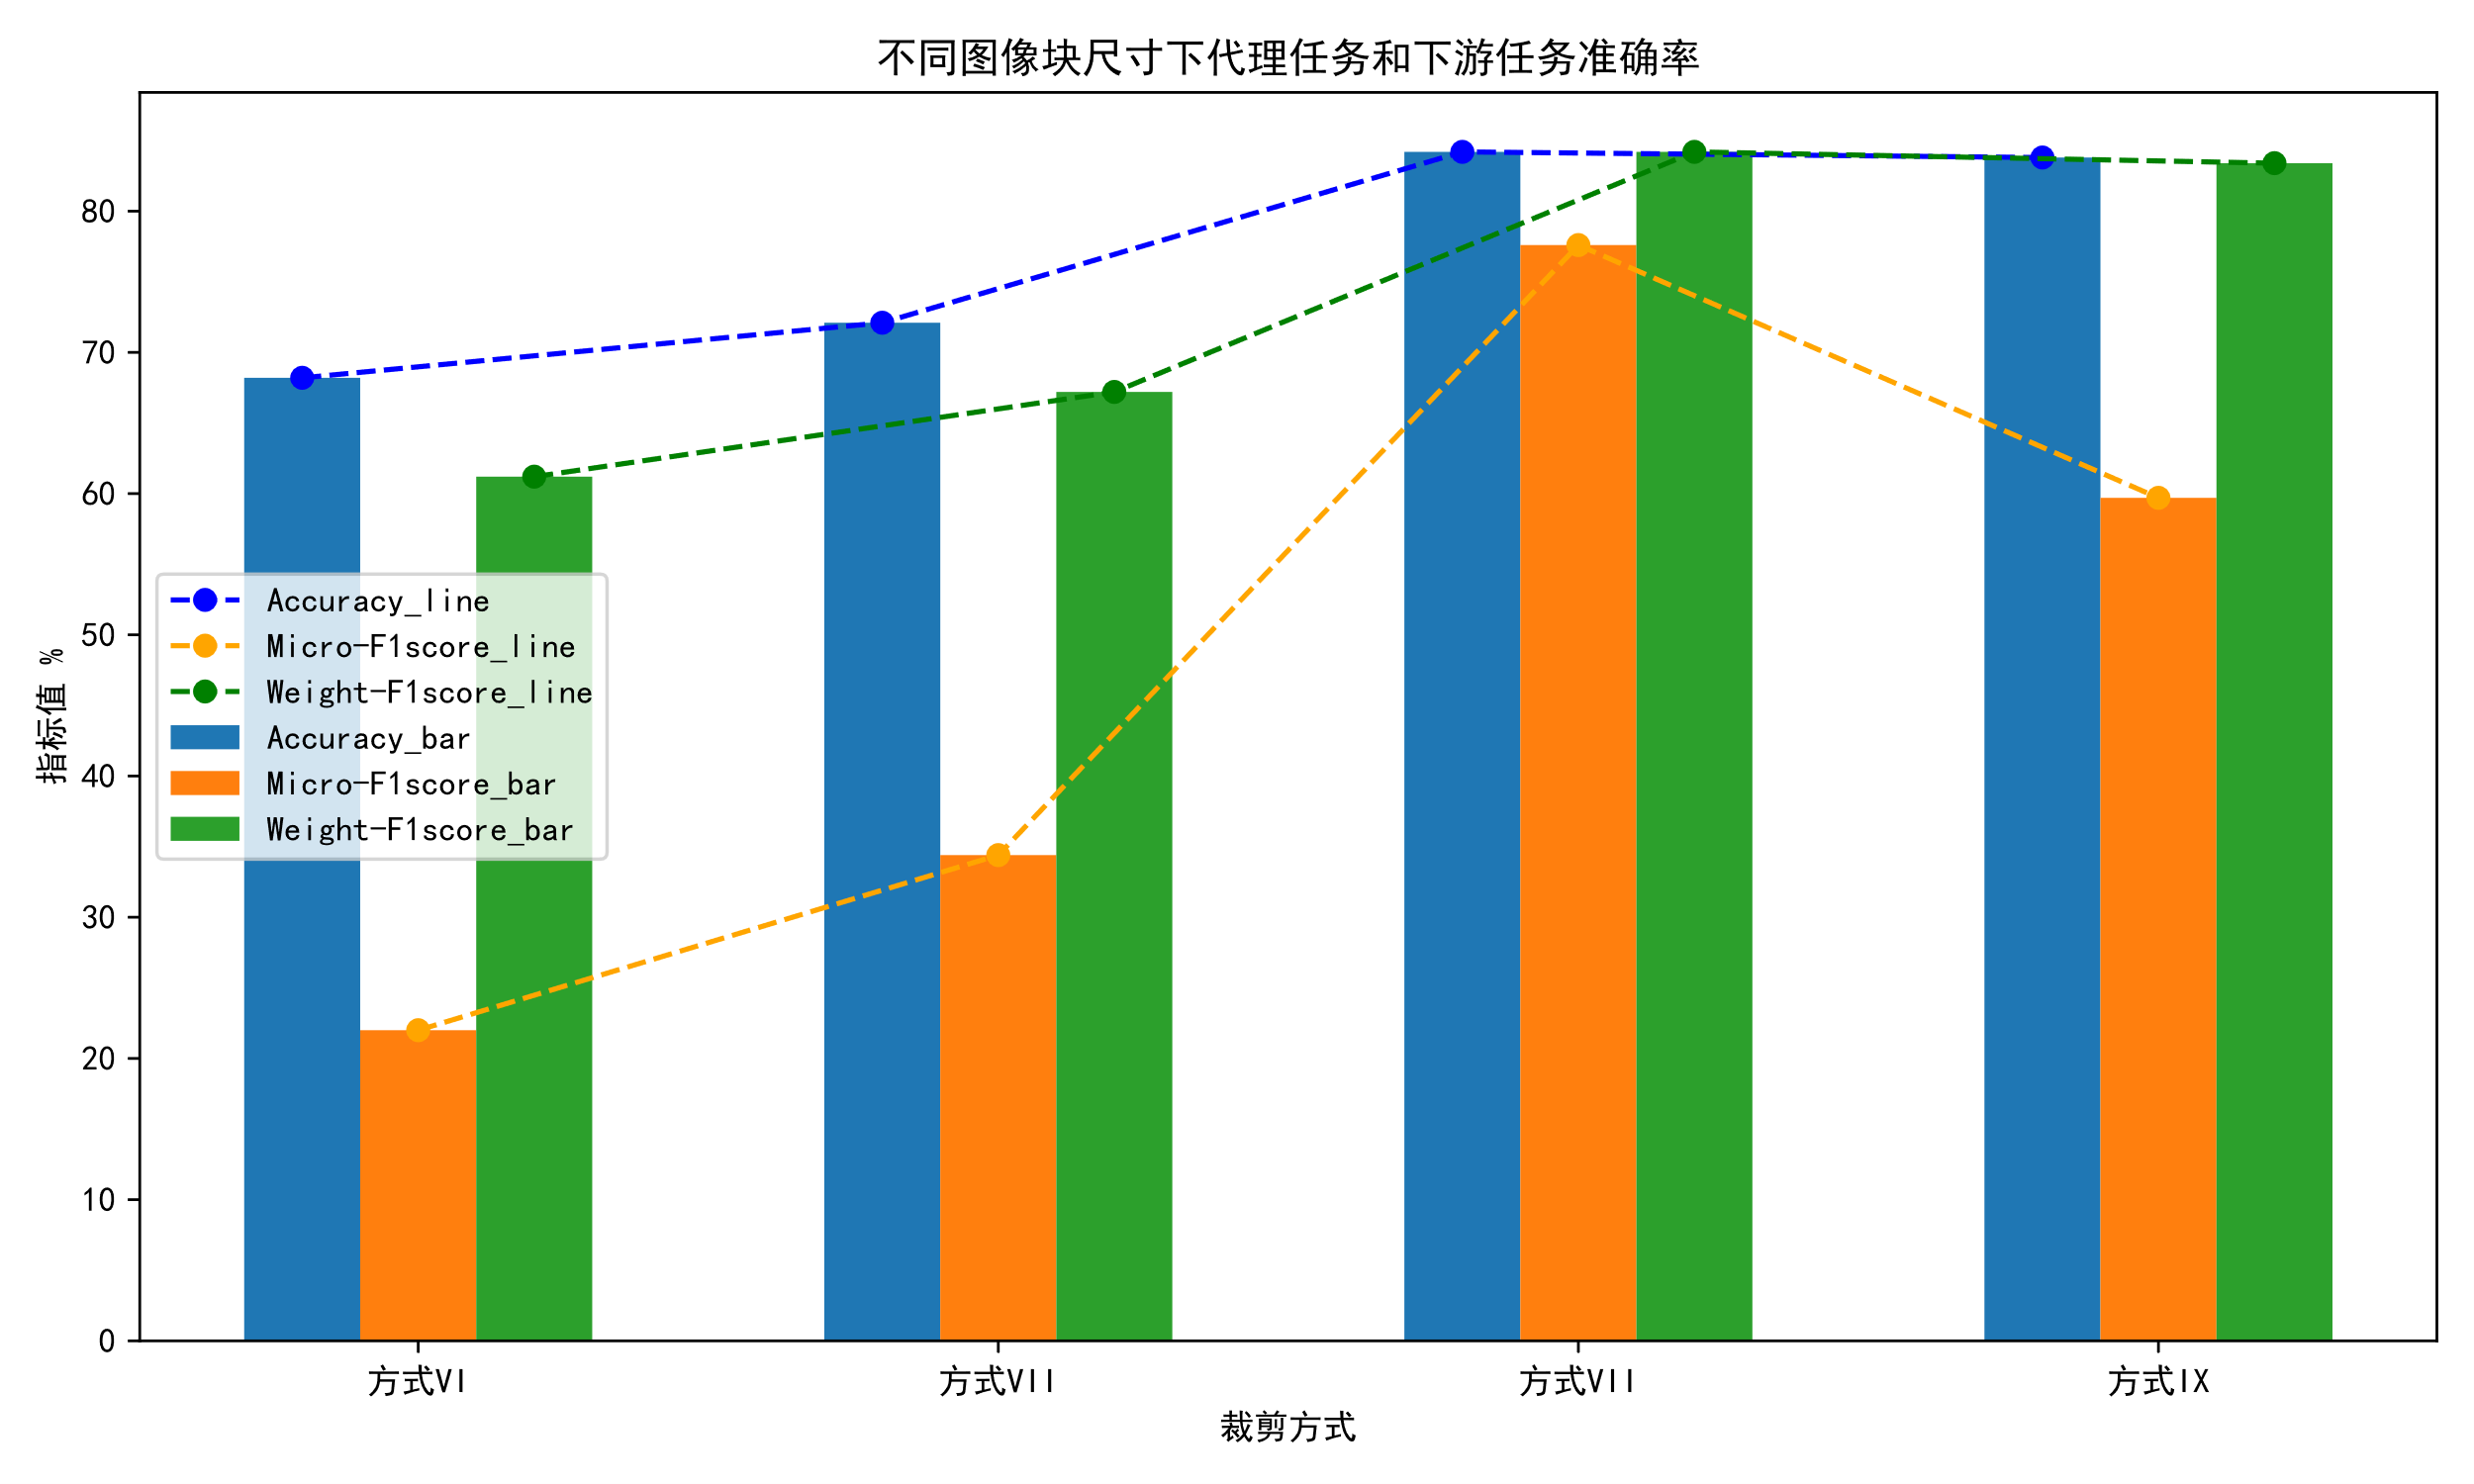 不同图像块尺寸下代理任务和下游任务准确率
指标值 %
80
70
60
50
40
30
20
10
0
Accuracy_line
Micro-F1score_line
Weight-F1score_line
Accuracy_bar
Micro-F1score_bar
Weight-F1score_bar
方式VI 方式VII 方式VII 方式IX
裁剪方式